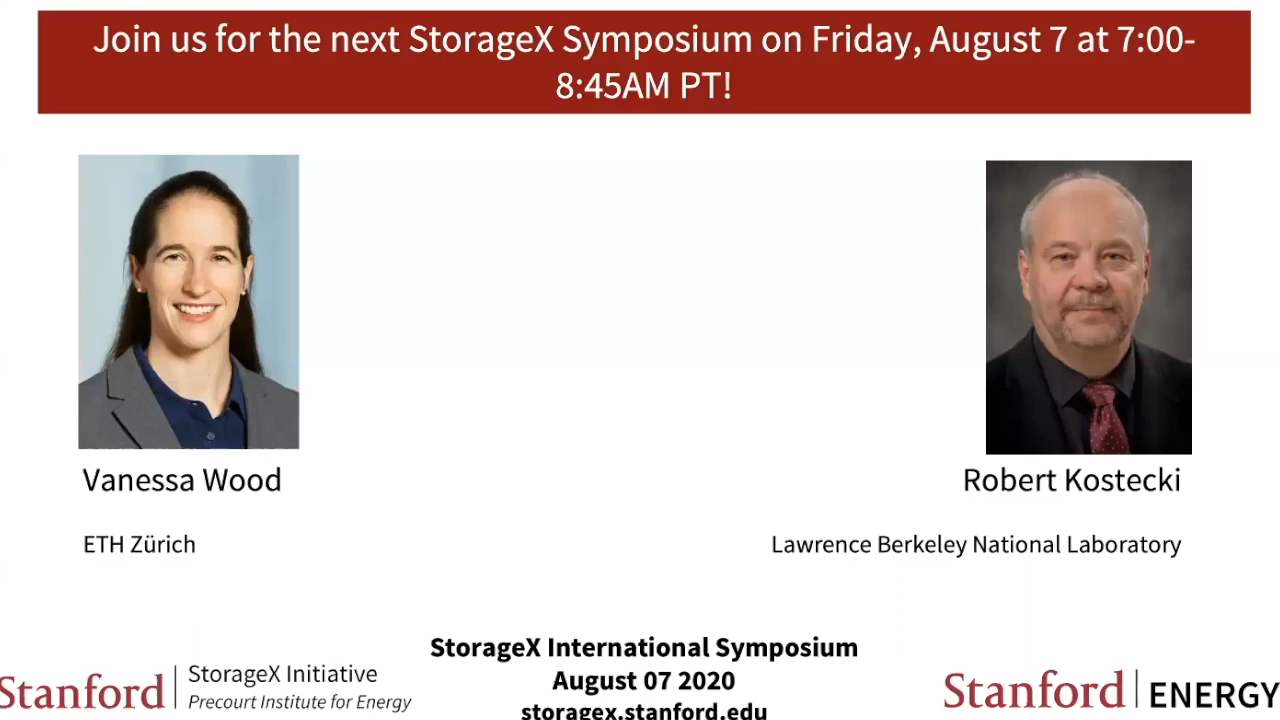 Join us for the next StorageX Symposium on Friday, August 7 at 7:00-
8:45AM PT!
Vanessa Wood
Robert Kostecki
ETH Zürich
Lawrence Berkeley National Laboratory
StorageX International Symposium
August 07 2020
storagex.stanford.edu
Stanford
StorageX Initiative
Precourt Institute for Energy
Stanford ENERGY